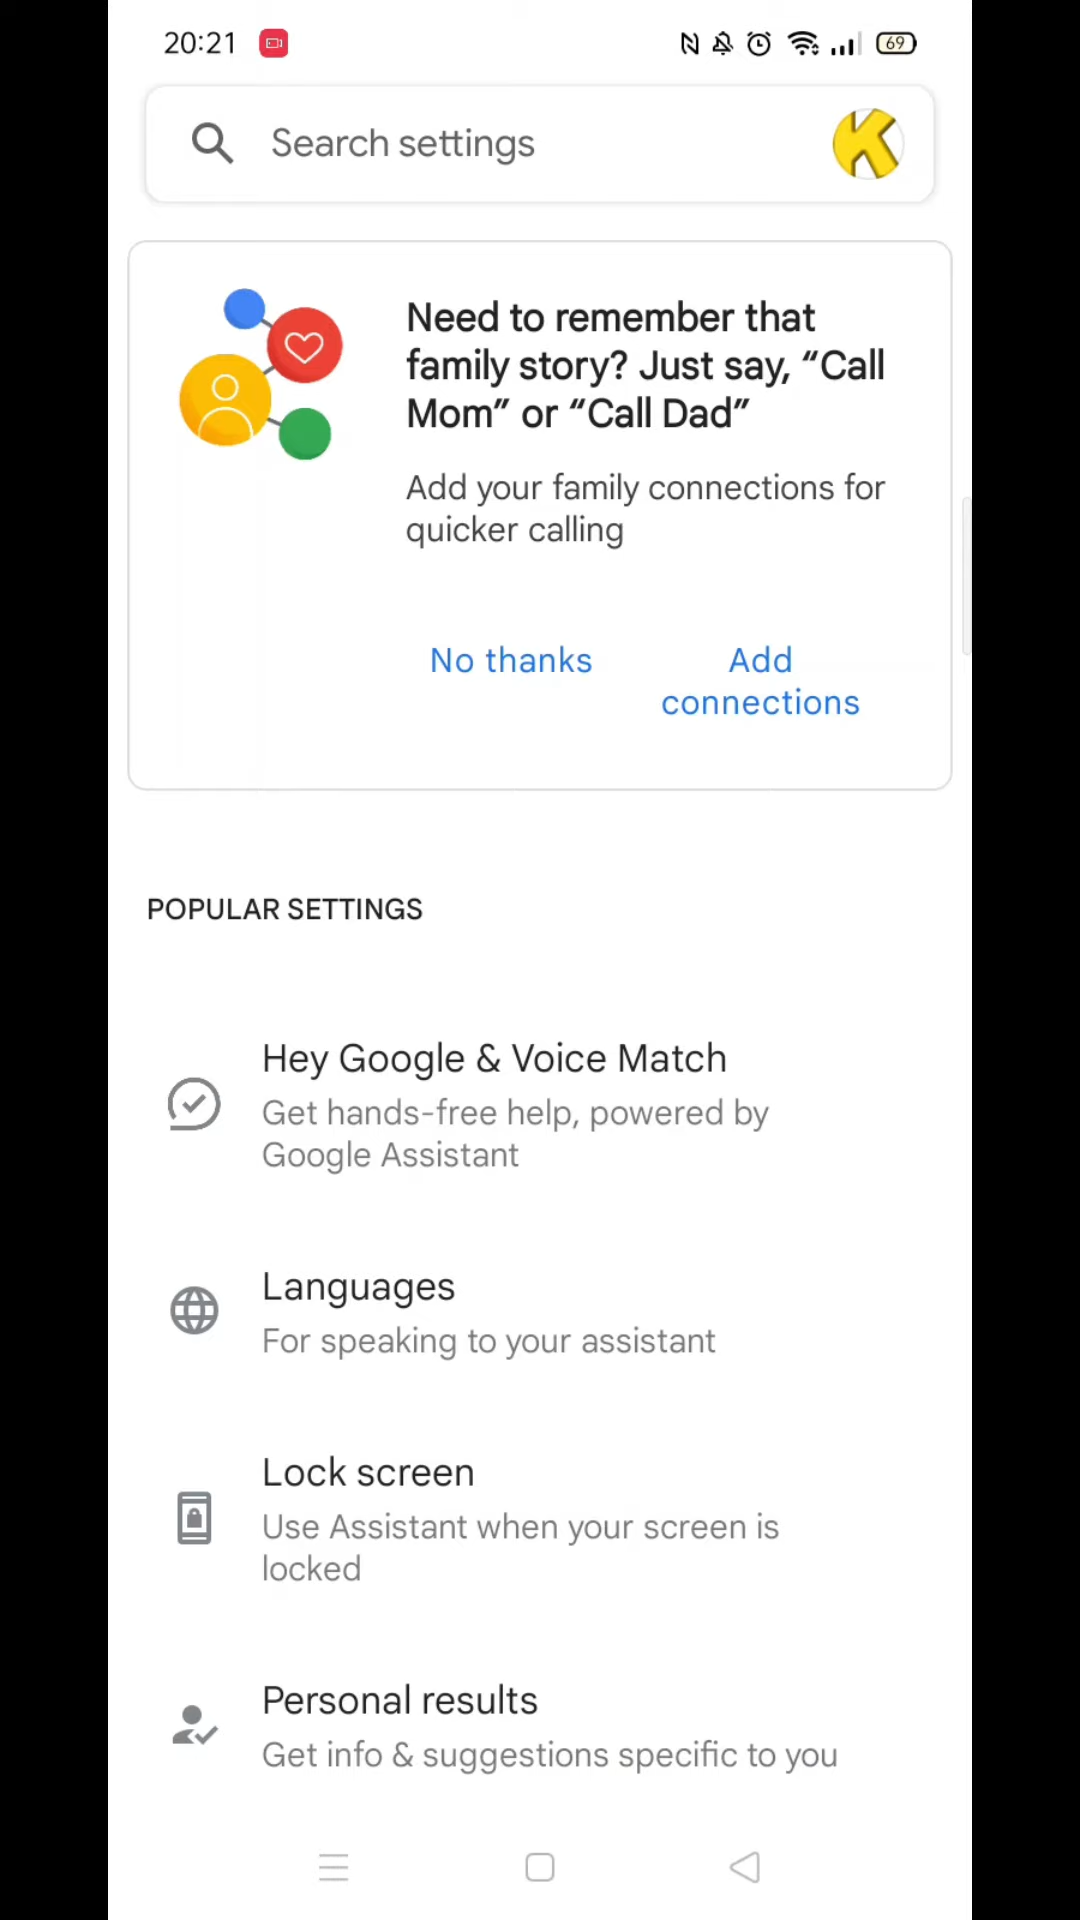 20:21
69
Search settings
K
Need to remember that
family story? Just say, “Call
Mom” or “Call Dad”
Add your family connections for
quicker calling
No thanks
Add
connections
POPULAR SETTINGS
Hey Google & Voice Match
Get hands-free help, powered by
Google Assistant
Languages
For speaking to your assistant
Lock screen
Use Assistant when your screen is
locked
Personal results
Get info & suggestions specific to you